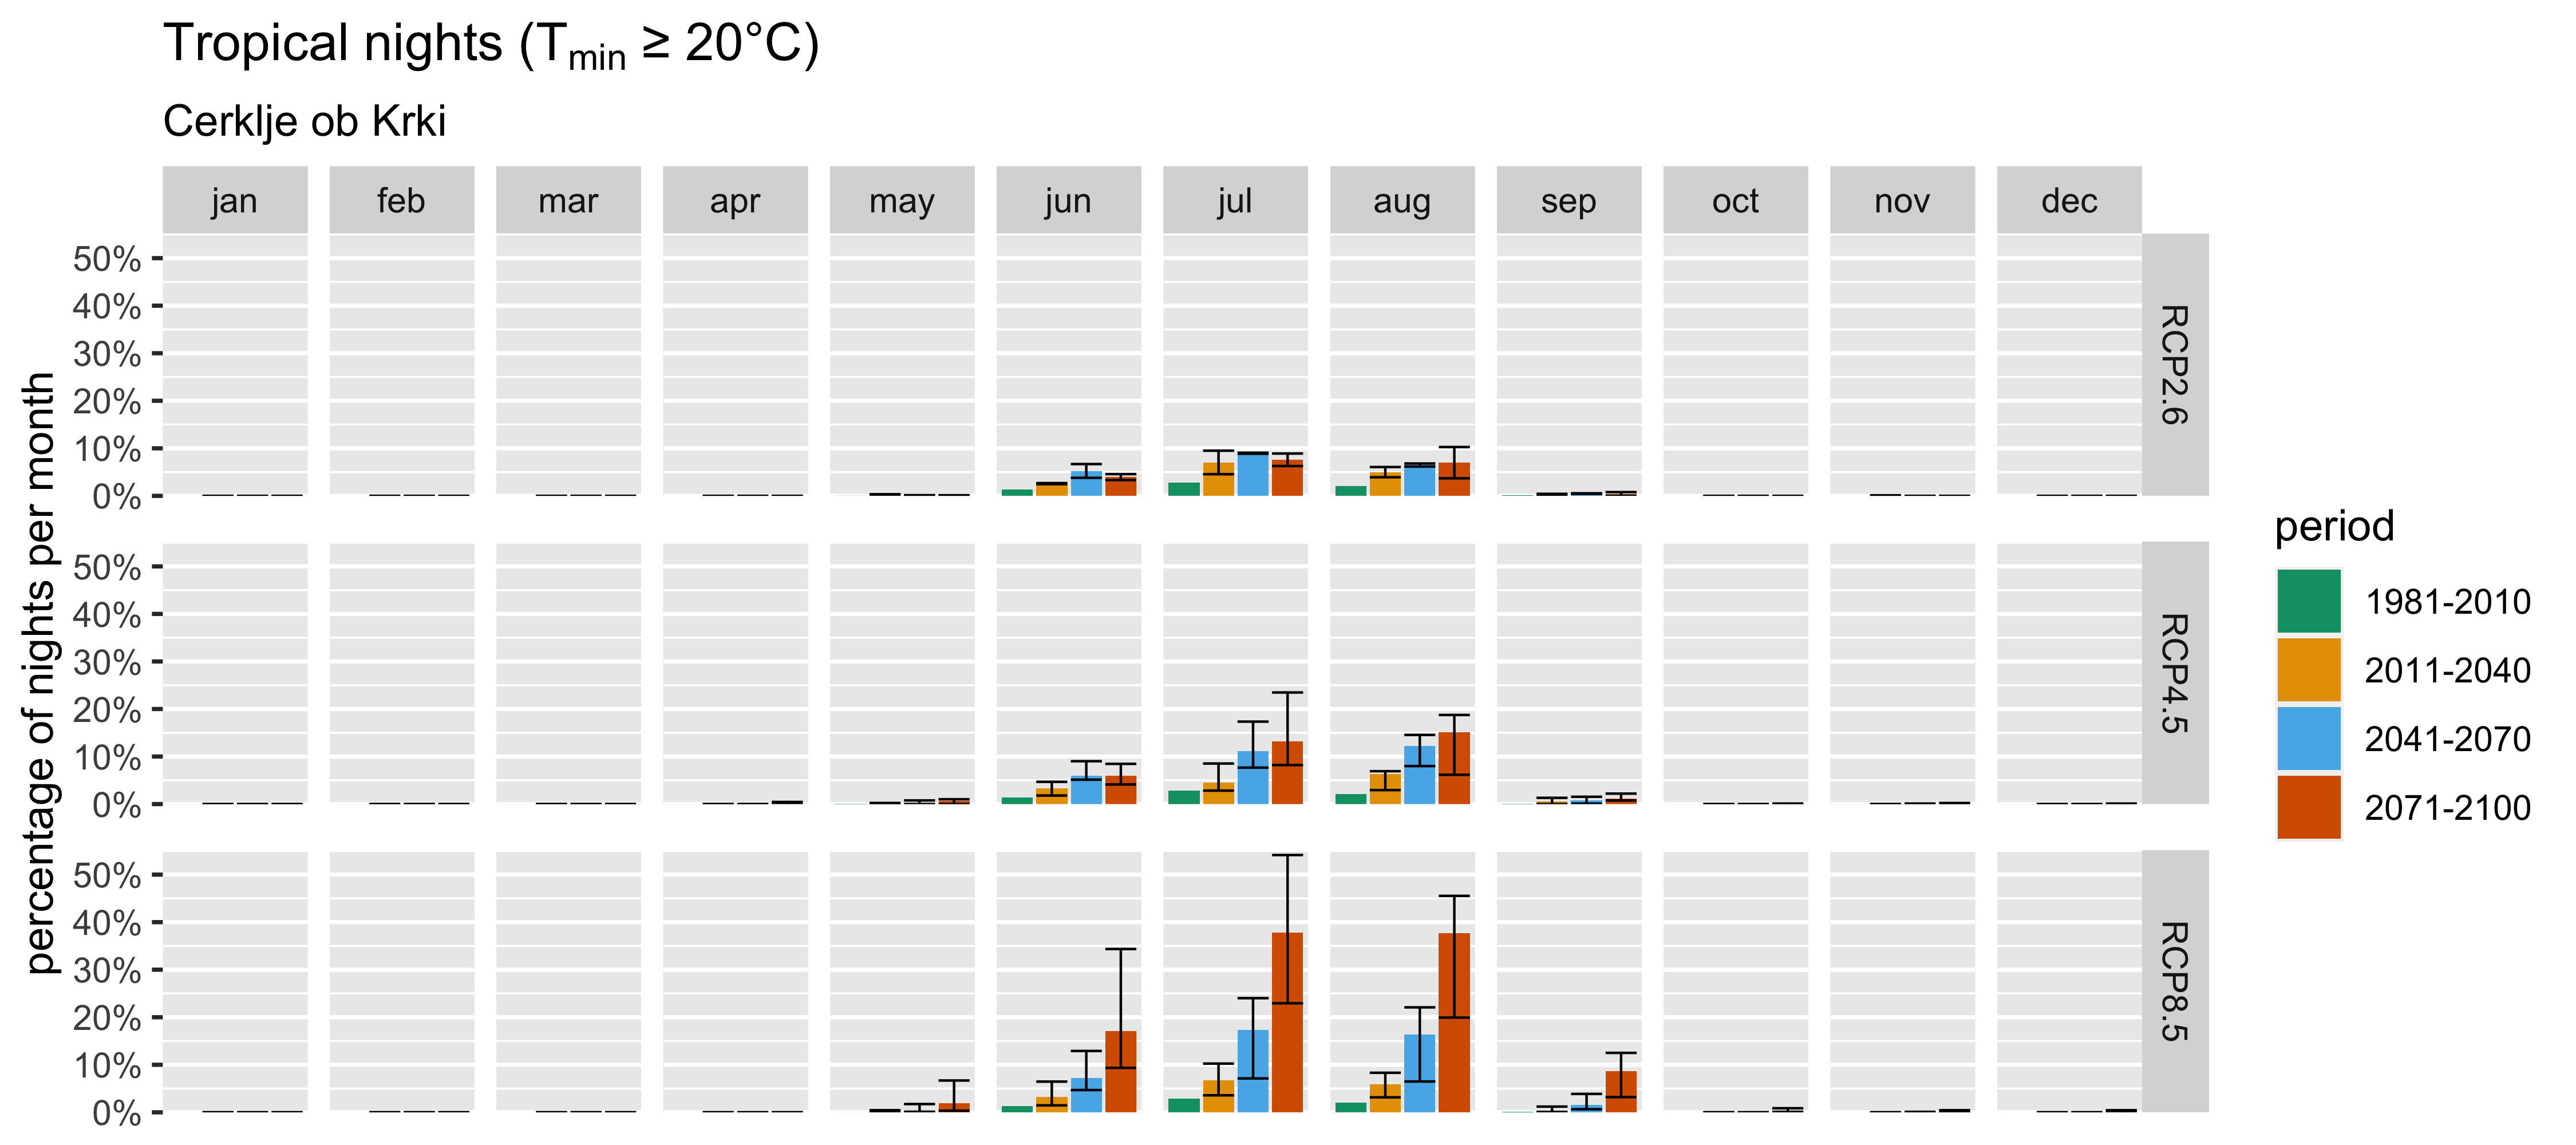 Tropical nights (Tmin ≥ 20°C)
Cerklje ob Krki
jan feb mar apr may jun jul aug sep oct nov dec
percentage of nights per month
50%
40%
30%
20%
10%
0%
RCP2.6
50%
40%
30%
20%
10%
0%
RCP4.5
50%
40%
30%
20%
10%
0%
RCP8.5
period
1981-2010
2011-2040
2041-2070
2071-2100